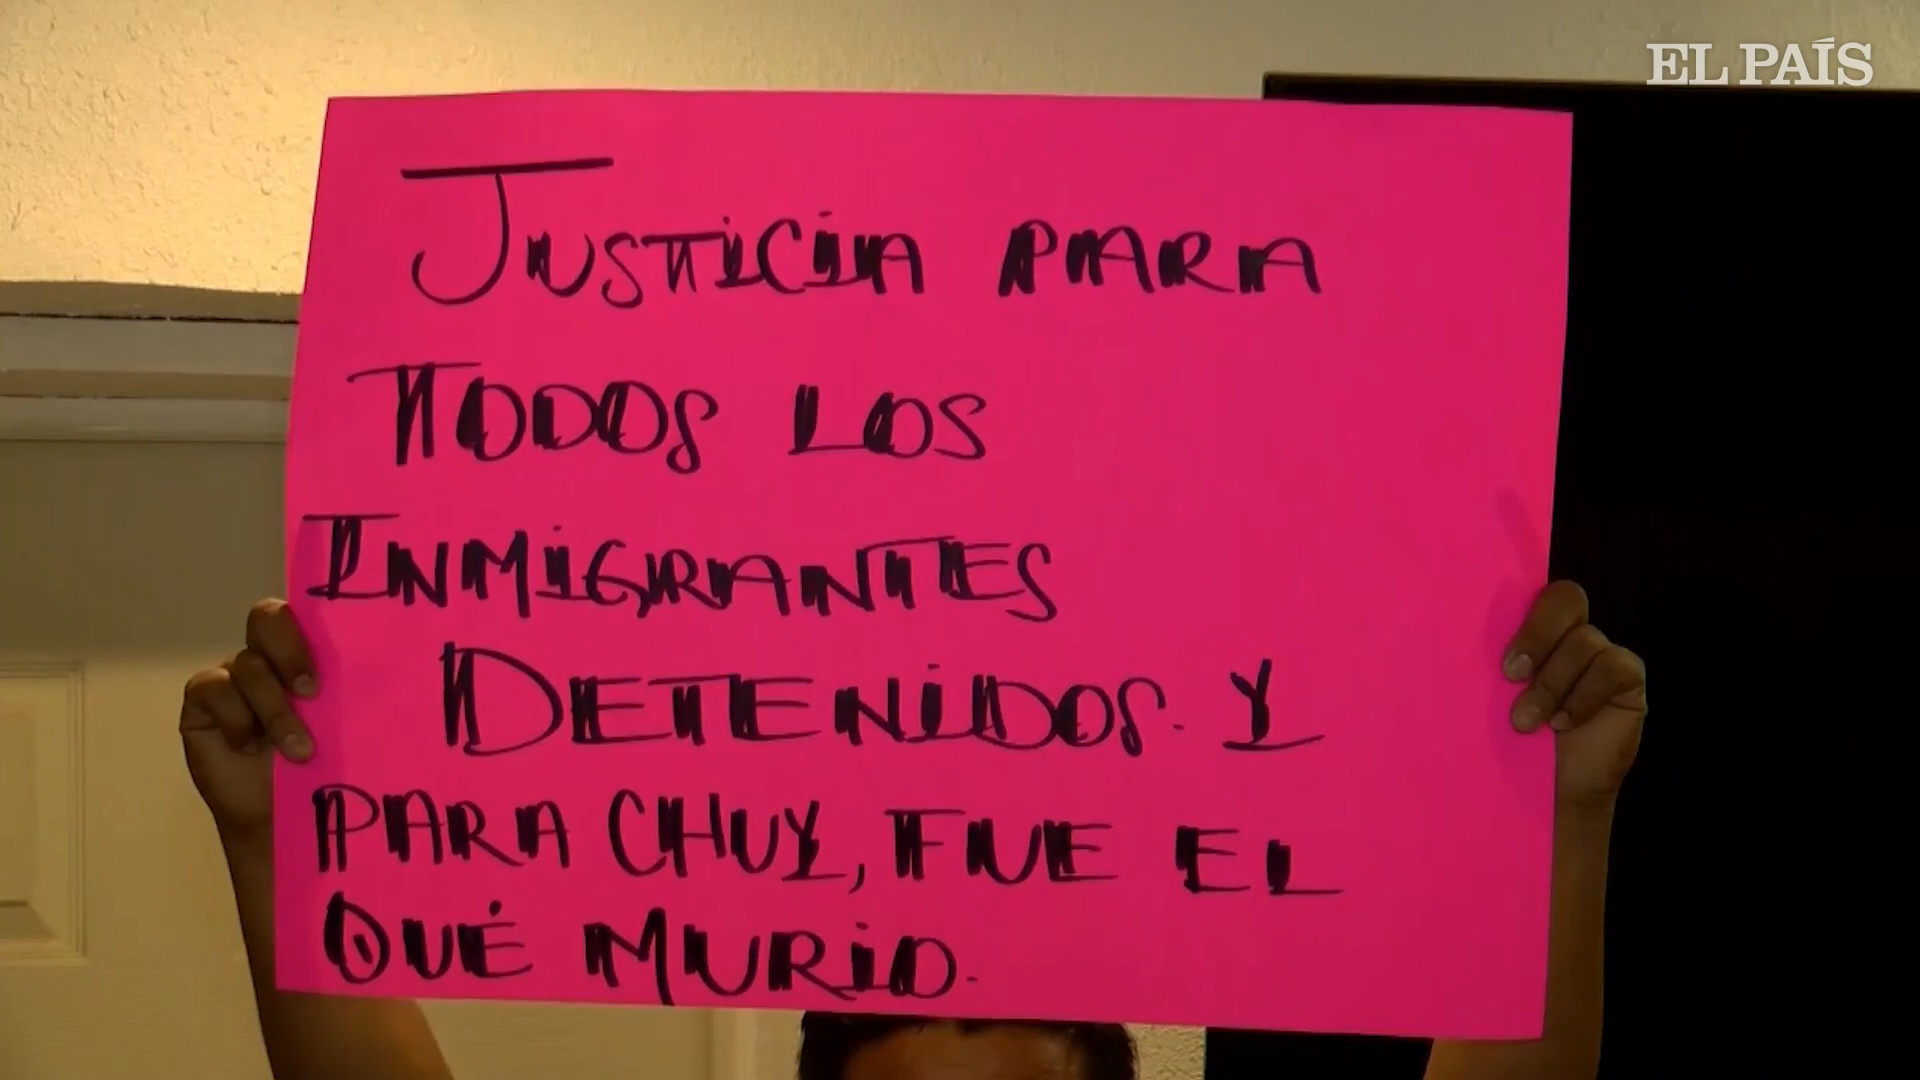 EL PAÍS
JUSTICIA PARA
TODOS LOS
INMIGRANTES
DETENIDOS. Y
PARA CHUY, FUE EL
QUÉ MURIO.